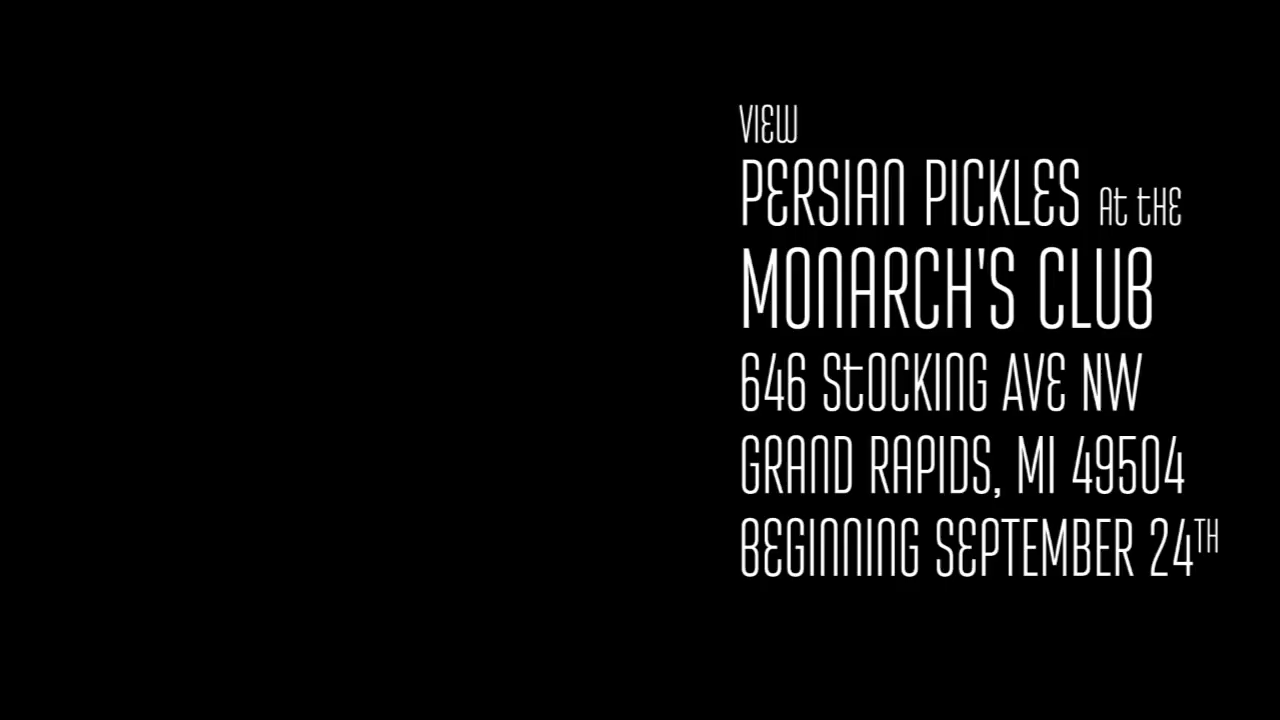 VIEW
PERSIAN PICKLES At tHE
MONARCH'S CLUB
646 StOCKING AVE NW
GRAND RAPIDS, MI 49504
BEGINNING SEPTEMBER 24TH